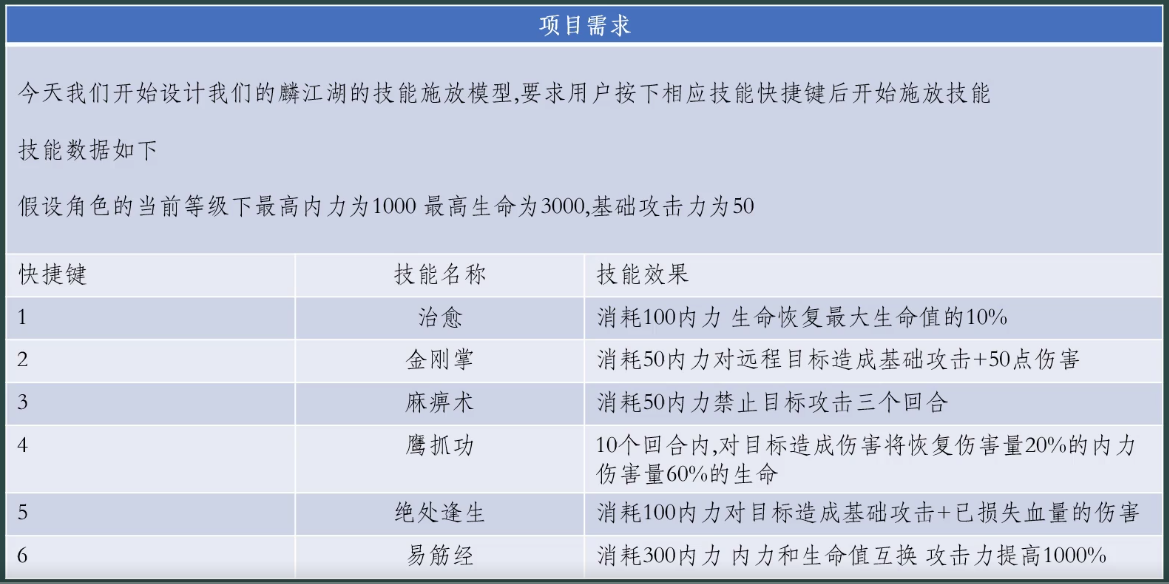 项目需求
今天我们开始设计我们的麟江湖的技能施放模型,要求用户按下相应技能快捷键后开始施放技能
技能数据如下
假设角色的当前等级下最高内力为1000 最高生命为3000,基础攻击力为50
快捷键 技能名称 技能效果
1 治愈 消耗100内力 生命恢复最大生命值的10%
2 金刚掌 消耗50内力对远程目标造成基础攻击+50点伤害
3 麻痹术 消耗50内力禁止目标攻击三个回合
4 鹰抓功 10个回合内,对目标造成伤害将恢复伤害量20%的内力
伤害量60%的生命
5 绝处逢生 消耗100内力对目标造成基础攻击+已损失血量的伤害
6 易筋经 消耗300内力 内力和生命值互换 攻击力提高1000%